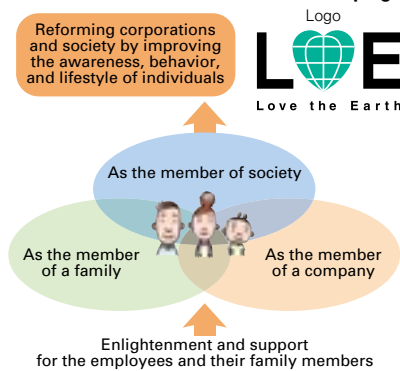 Logo
Reforming corporations
and society by improving
the awareness, behavior,
and lifestyle of individuals
L E
Love the Earth
As the member of society
As the member
of a family
As the member
of a company
Enlightenment and support
for the employees and their family members